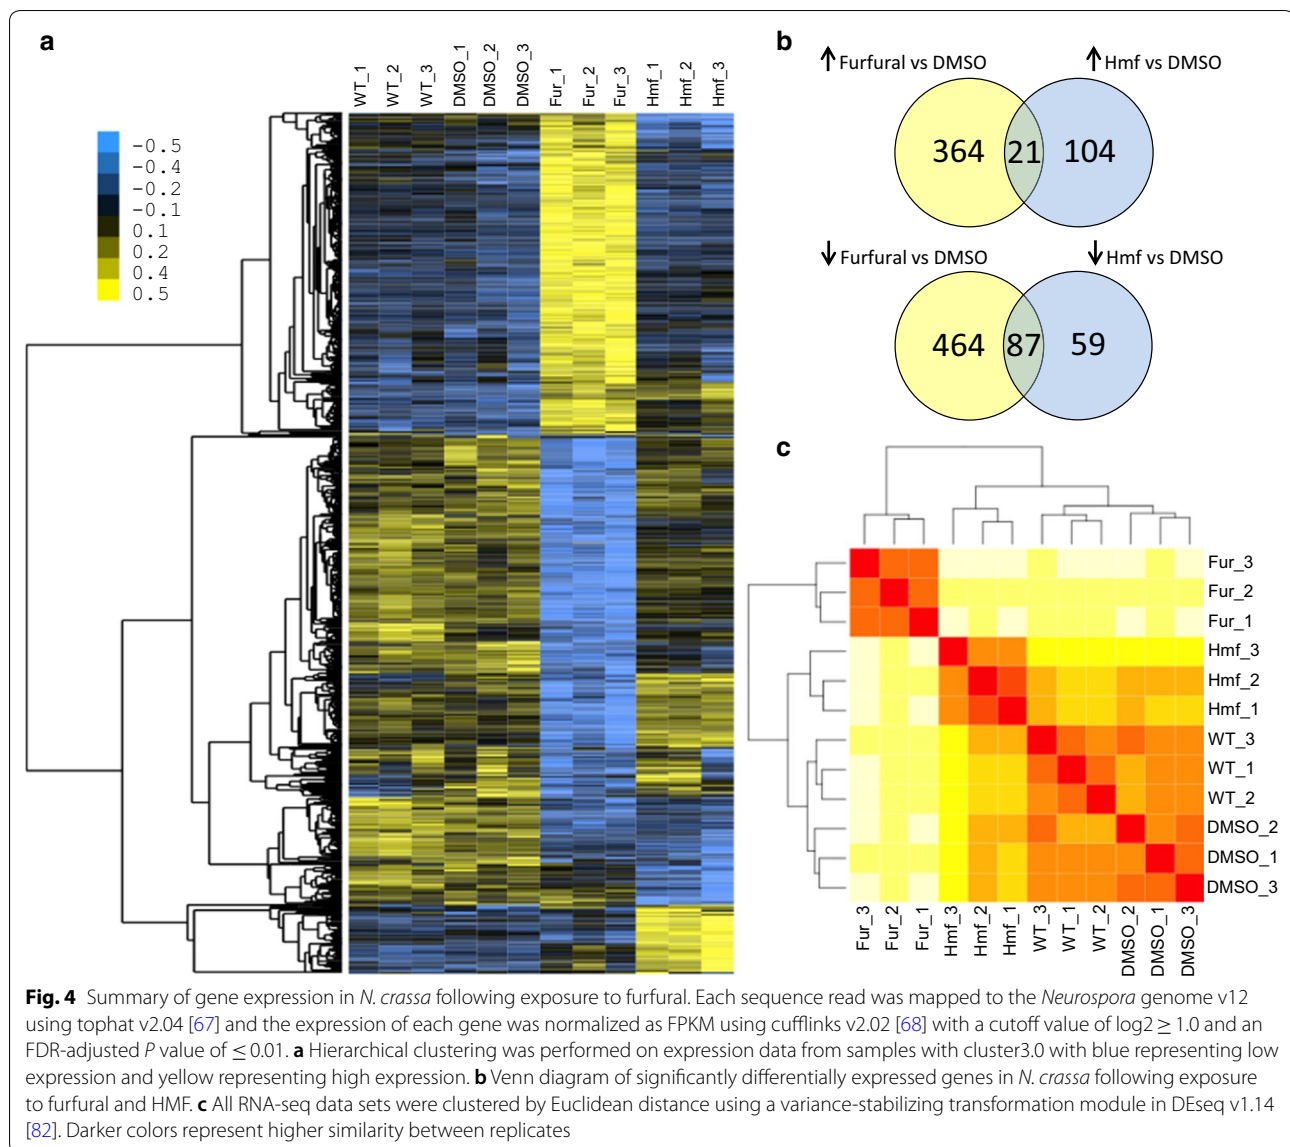 a
WT_1
WT_2
WT_3
DMSO_1
DMSO_2
DMSO_3
Fur_1
Fur_2
Fur_3
Hmf_1
Hmf_2
Hmf_3
-0.5
-0.4
-0.2
-0.1
0.1
0.2
0.4
0.5
b
↑Furfural vs DMSO
↑Hmf vs DMSO
364
21
104
↓Furfural vs DMSO
↓Hmf vs DMSO
464
87
59
c
Fur_3
Fur_2
Fur_1
Hmf_3
Hmf_2
Hmf_1
WT_3
WT_1
WT_2
DMSO_2
DMSO_1
DMSO_3
Fur_3
Fur_2
Fur_1
Hmf_3
Hmf_2
Hmf_1
WT_3
WT_1
WT_2
DMSO_2
DMSO_1
DMSO_3
Fig. 4 Summary of gene expression in N. crassa following exposure to furfural. Each sequence read was mapped to the Neurospora genome v12
using tophat v2.04 [67] and the expression of each gene was normalized as FPKM using cufflinks v2.02 [68] with a cutoff value of log2 ≥ 1.0 and an
FDR-adjusted P value of ≤ 0.01. a Hierarchical clustering was performed on expression data from samples with cluster3.0 with blue representing low
expression and yellow representing high expression. b Venn diagram of significantly differentially expressed genes in N. crassa following exposure
to furfural and HMF. c All RNA-seq data sets were clustered by Euclidean distance using a variance-stabilizing transformation module in DEseq v1.14
[82]. Darker colors represent higher similarity between replicates